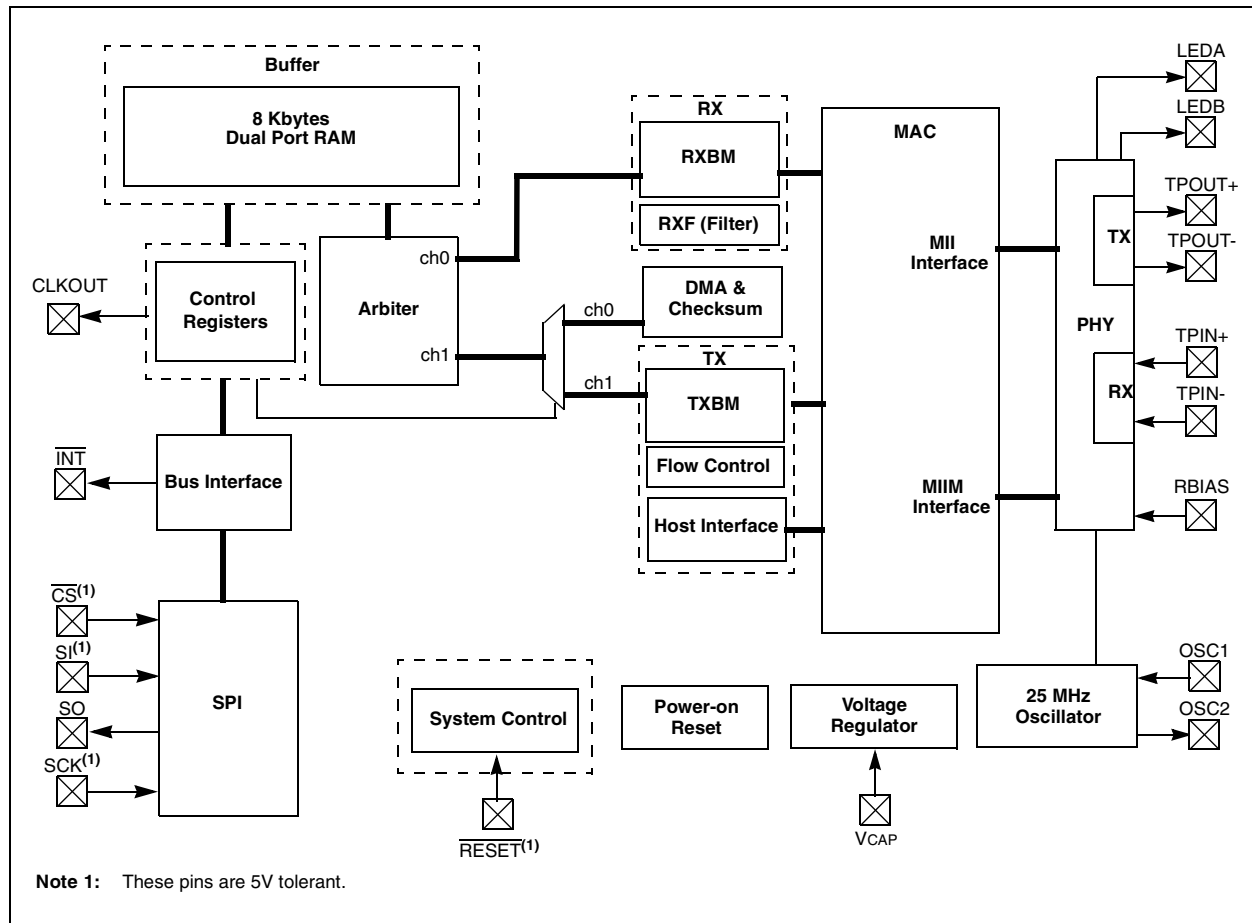 Buffer
8 Kbytes
Dual Port RAM
CLKOUT
Control
Registers
Arbiter
ch0
ch1
ch0
ch1
RX
RXBM
RXF (Filter)
DMA &
Checksum
TX
TXBM
Flow Control
Host Interface
MAC
MII
Interface
MIIM
Interface
PHY
TX
RX
LEDA
LEDB
TPOUT+
TPOUT-
TPIN+
TPIN-
RBIAS
INT
Bus Interface
CS(1)
SI(1)
SO
SCK(1)
SPI
System Control
RESET(1)
Power-on
Reset
Voltage
Regulator
VCAP
25 MHz
Oscillator
OSC1
OSC2
Note 1: These pins are 5V tolerant.